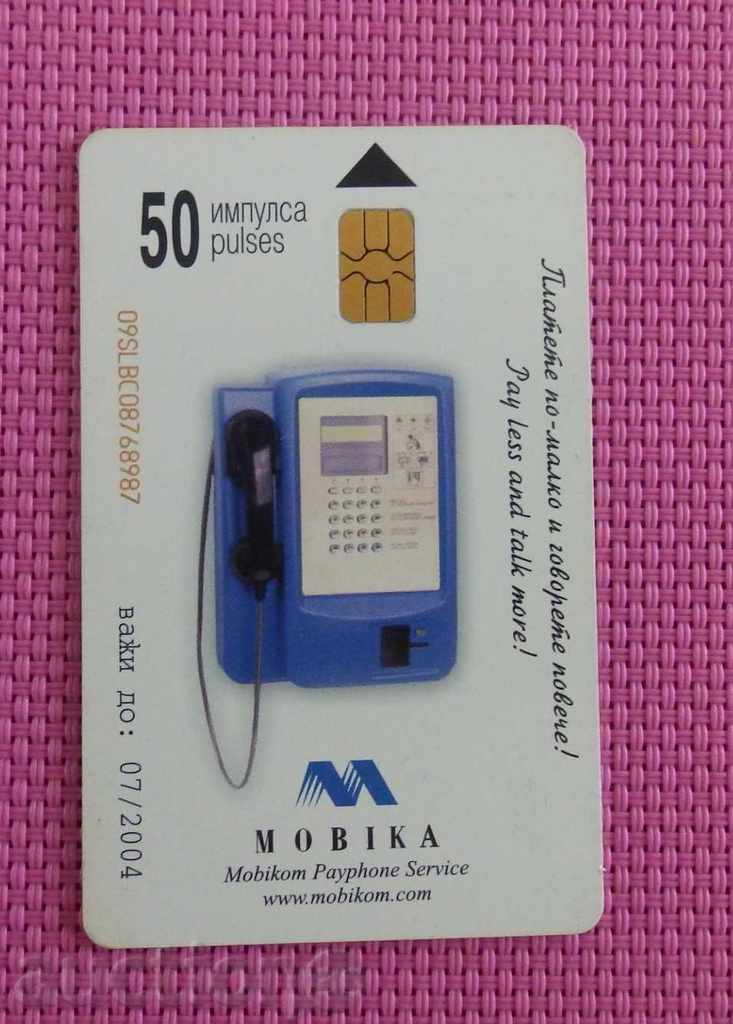 50 импулса
pulses
09SLBC08768987
важи до: 07/2004
Платете по-малко и говорете повече!
Pay less and talk more!
MOBIKA
Mobikom Payphone Service
www.mobikom.com